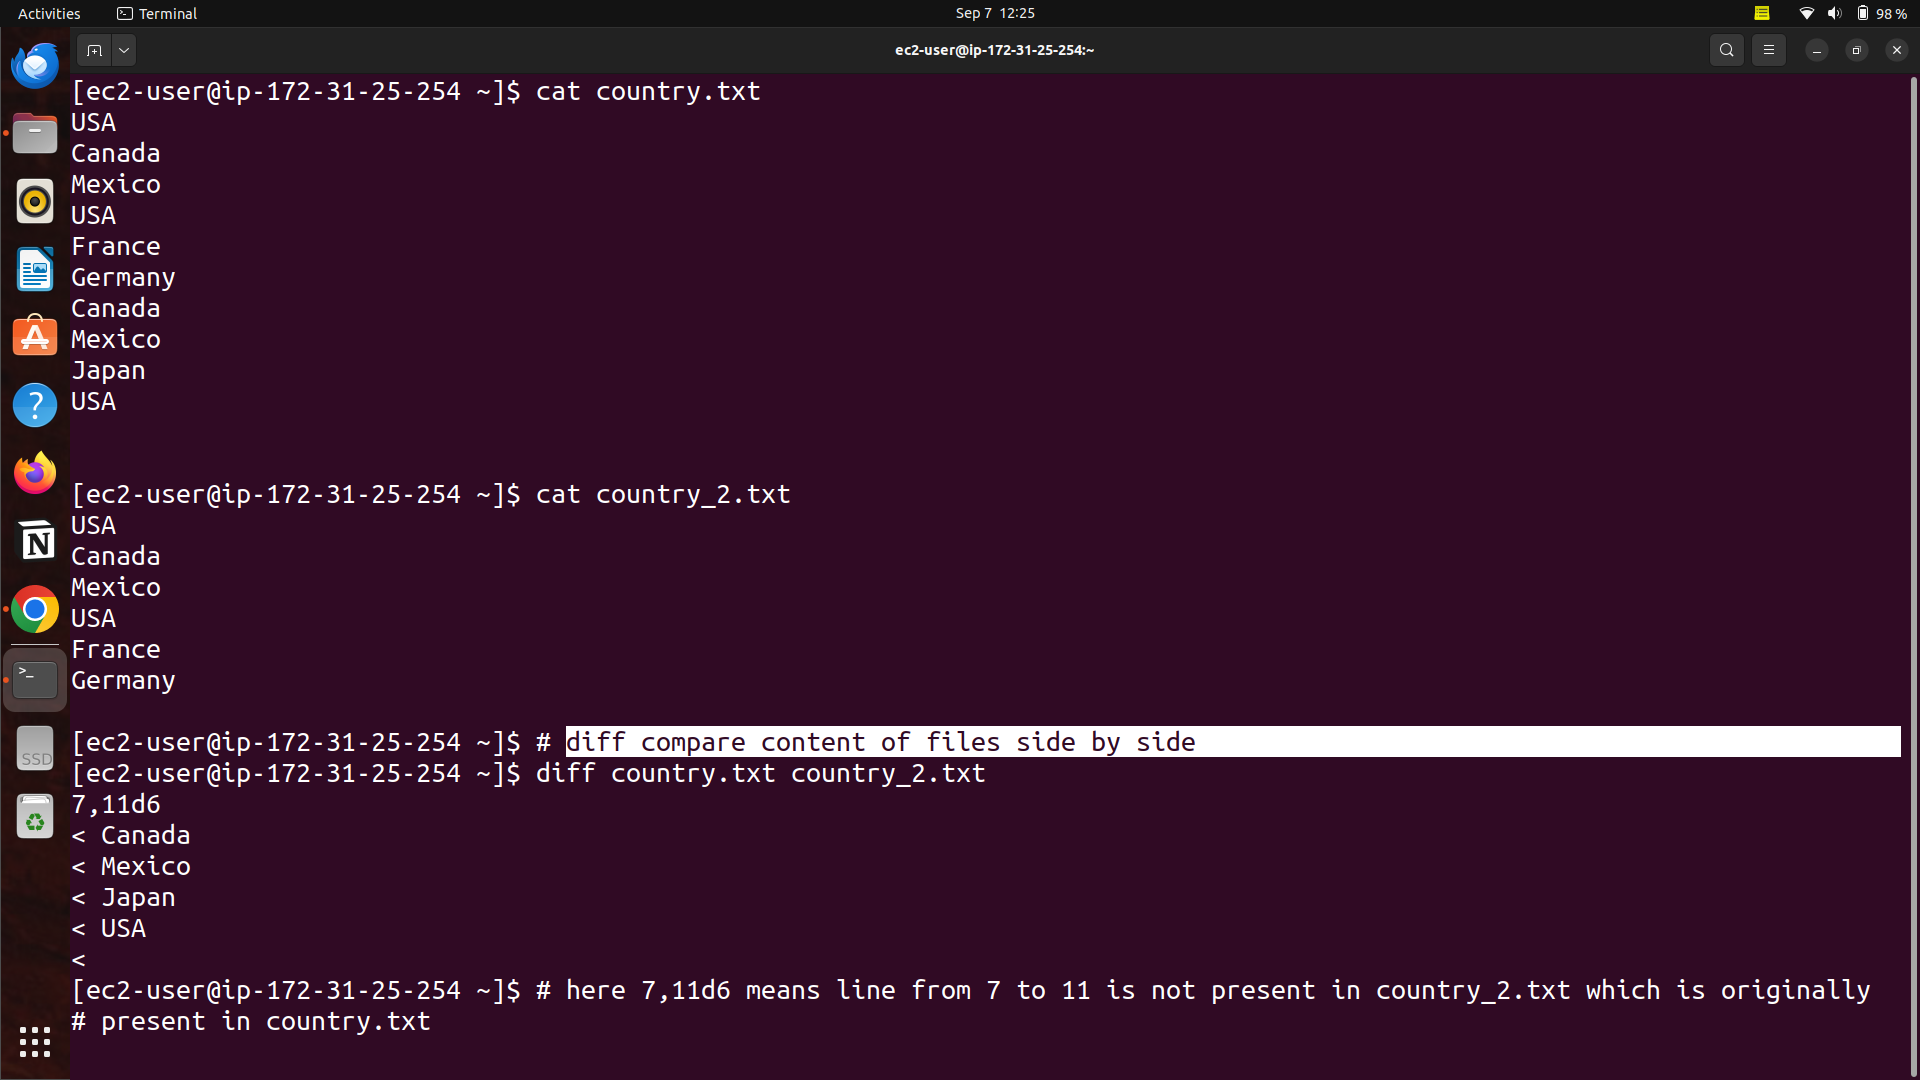 Activities Terminal Sep 7 12:25 98 %
ec2-user@ip-172-31-25-254:~
[ec2-user@ip-172-31-25-254 ~]$ cat country.txt
USA
Canada
Mexico
USA
France
Germany
Canada
Mexico
Japan
USA
[ec2-user@ip-172-31-25-254 ~]$ cat country_2.txt
USA
Canada
Mexico
USA
France
Germany
[ec2-user@ip-172-31-25-254 ~]$ # diff compare content of files side by side
[ec2-user@ip-172-31-25-254 ~]$ diff country.txt country_2.txt
7,11d6
< Canada
< Mexico
< Japan
< USA
<
[ec2-user@ip-172-31-25-254 ~]$ # here 7,11d6 means line from 7 to 11 is not present in country_2.txt which is originally
# present in country.txt
SSD